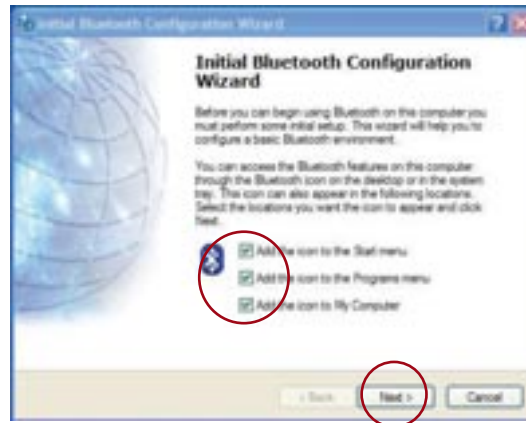 Initial Bluetooth Configuration Wizard
Initial Bluetooth Configuration
Wizard
Before you can begin using Bluetooth on this computer you
must perform some initial setup. This wizard will help you to
configure a basic Bluetooth environment.
You can access the Bluetooth features on this computer
through the Bluetooth icon on the desktop or in the system
tray. This icon can also appear in the following locations.
Select the locations you want the icon to appear and click
Next.
Add the icon to the Start menu
Add the icon to the Programs menu
Add the icon to My Computer
< Back
Next >
Cancel